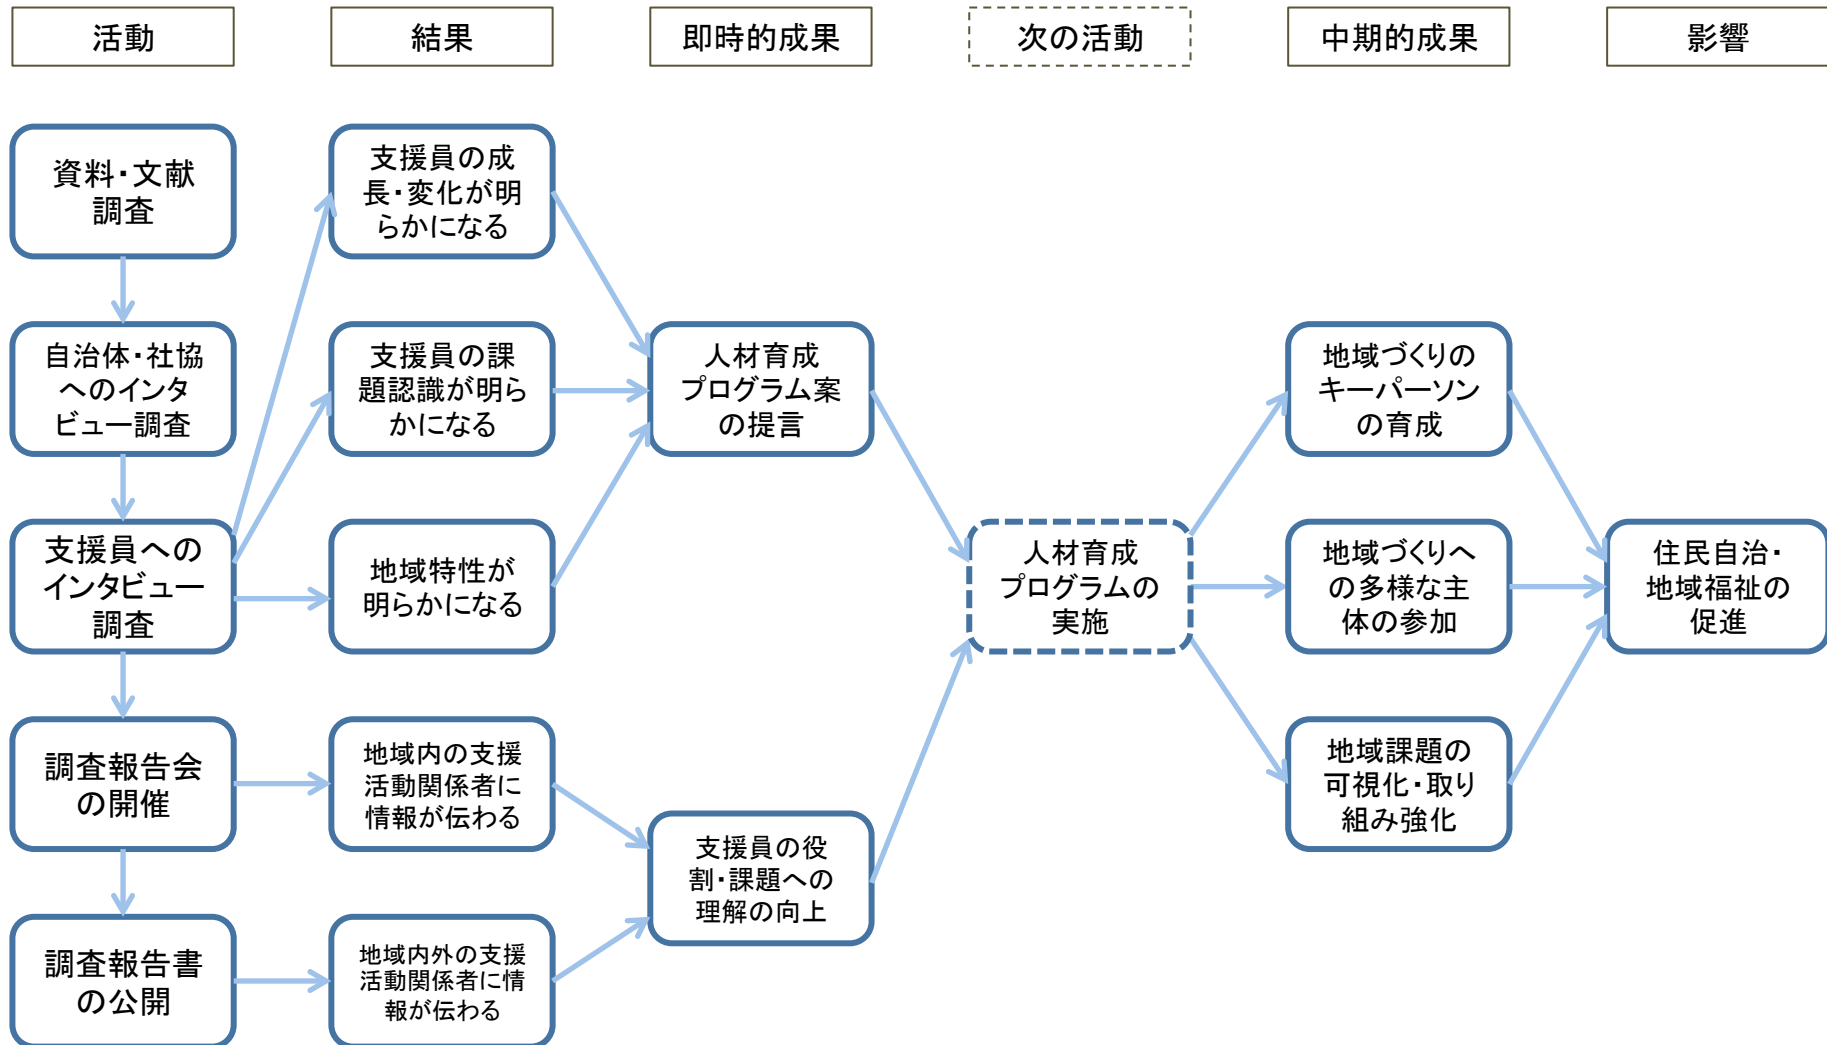 活動
結果
即時的成果
次の活動
中期的成果
影響
資料・文献
調査
自治体・社協
へのインタ
ビュー調査
支援員への
インタビュー
調査
調査報告会
の開催
調査報告書
の公開
支援員の成
長・変化が明
らかになる
支援員の課
題認識が明ら
かになる
地域特性が
明らかになる
地域内の支援
活動関係者に
情報が伝わる
地域内外の支援
活動関係者に情
報が伝わる
人材育成
プログラム案
の提言
支援員の役
割・課題への
理解の向上
人材育成
プログラムの
実施
地域づくりの
キーパーソン
の育成
地域づくりへ
の多様な主
体の参加
地域課題の
可視化・取り
組み強化
住民自治・
地域福祉の
促進